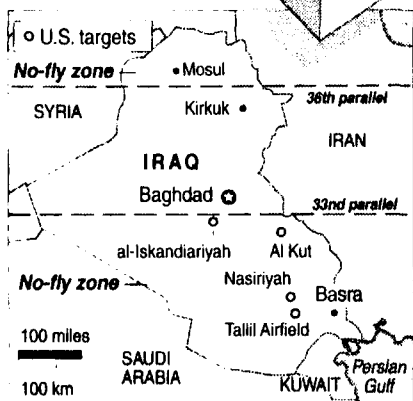 U.S. targets
No-fly zone
Mosul
36th parallel
SYRIA
Kirkuk
IRAN
IRAQ
Baghdad
33nd parallel
al-Iskandiariyah
Al Kut
No-fly zone
Nasiriyah
Basra
Tallil Airfield
100 miles
100 km
SAUDI
ARABIA
KUWAIT
Persian
Gulf